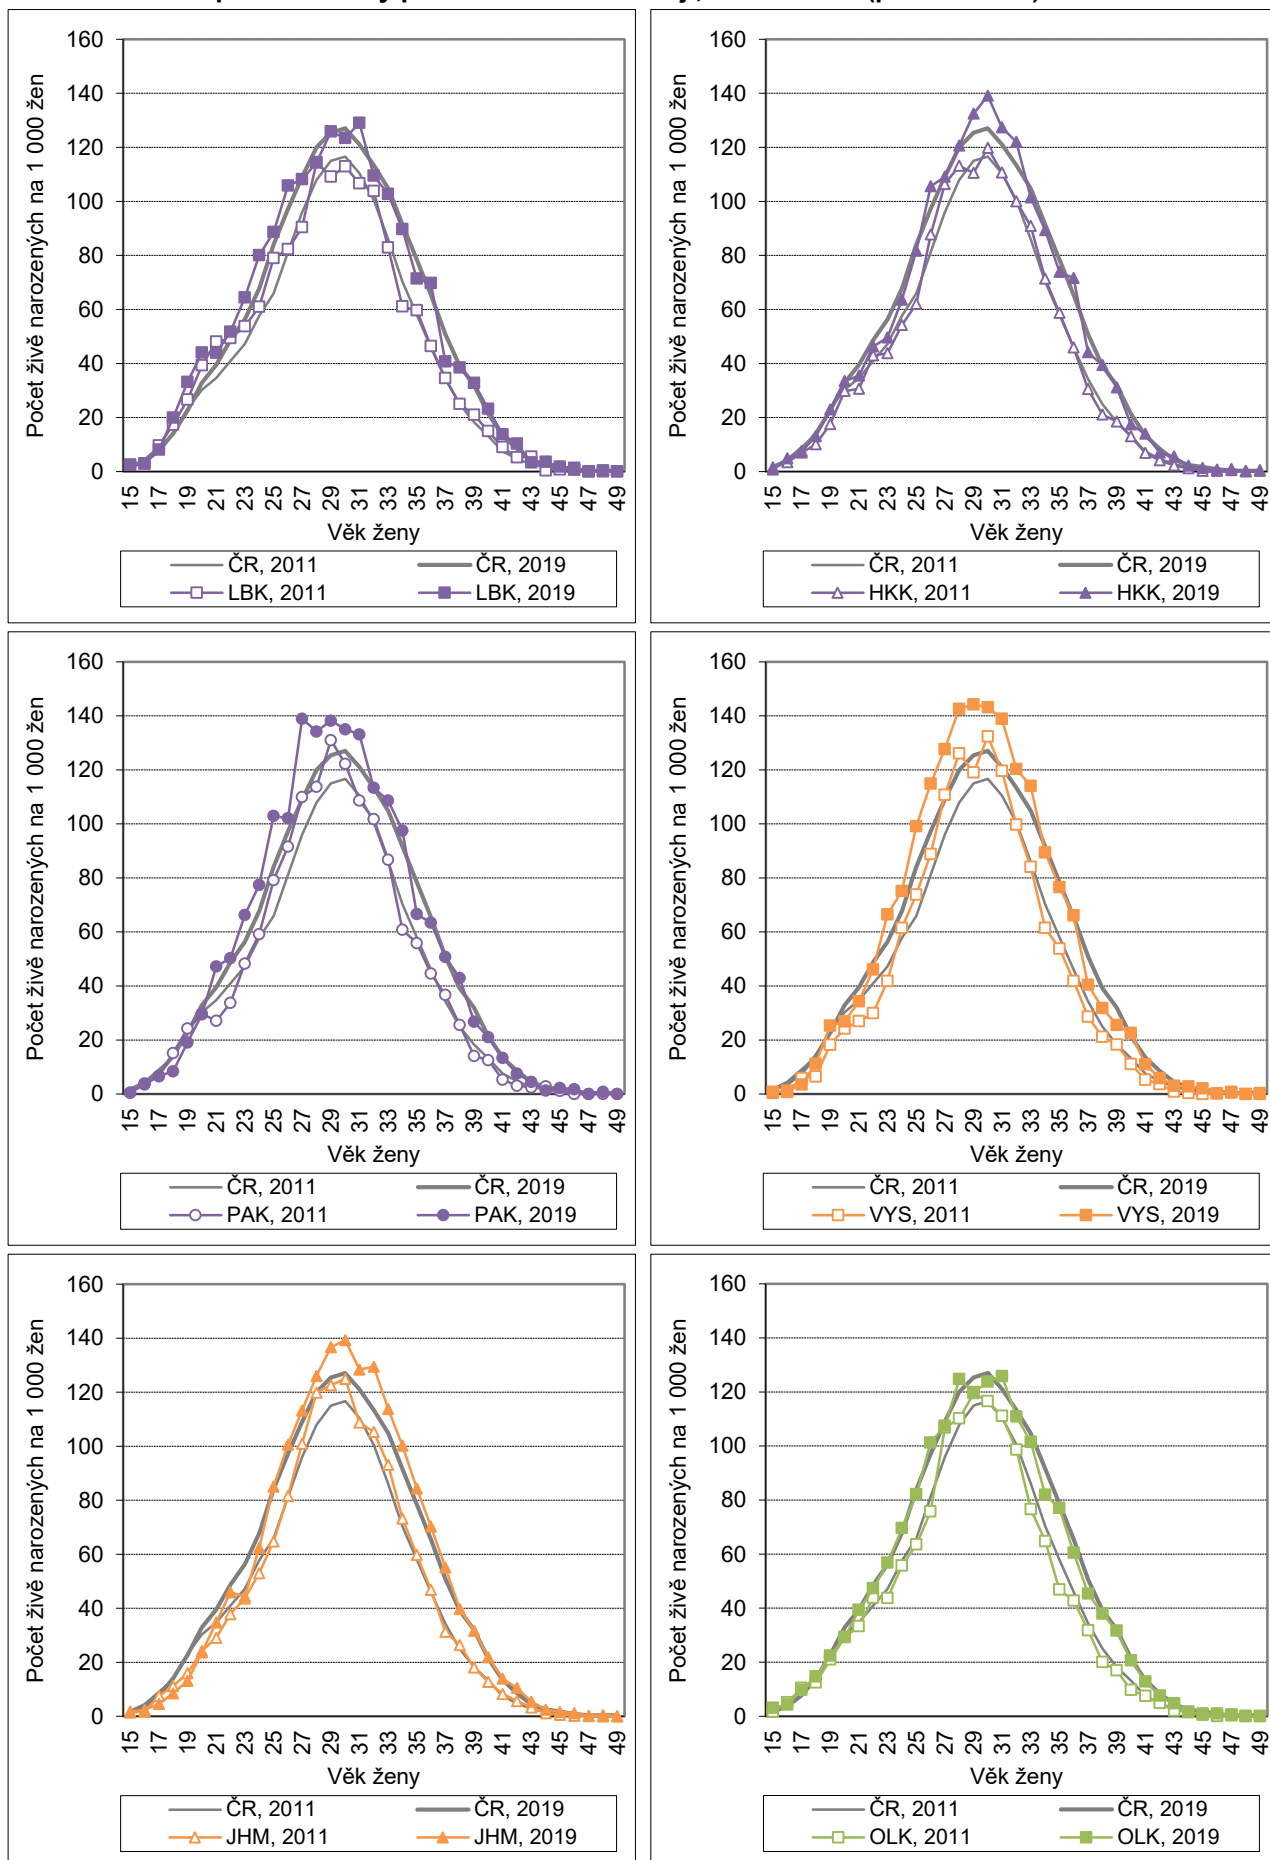 160
140
120
100
80
60
40
20
0
Počet živě narozených na 1 000 žen
15 17 19 21 23 25 27 29 31 33 35 37 39 41 43 45 47 49
Věk ženy
ČR, 2011 ČR, 2019
LBK, 2011 LBK, 2019
160
140
120
100
80
60
40
20
0
Počet živě narozených na 1 000 žen
15 17 19 21 23 25 27 29 31 33 35 37 39 41 43 45 47 49
Věk ženy
ČR, 2011 ČR, 2019
HKK, 2011 HKK, 2019
160
140
120
100
80
60
40
20
0
Počet živě narozených na 1 000 žen
15 17 19 21 23 25 27 29 31 33 35 37 39 41 43 45 47 49
Věk ženy
ČR, 2011 ČR, 2019
PAK, 2011 PAK, 2019
160
140
120
100
80
60
40
20
0
Počet živě narozených na 1 000 žen
15 17 19 21 23 25 27 29 31 33 35 37 39 41 43 45 47 49
Věk ženy
ČR, 2011 ČR, 2019
VYS, 2011 VYS, 2019
160
140
120
100
80
60
40
20
0
Počet živě narozených na 1 000 žen
15 17 19 21 23 25 27 29 31 33 35 37 39 41 43 45 47 49
Věk ženy
ČR, 2011 ČR, 2019
JHM, 2011 JHM, 2019
160
140
120
100
80
60
40
20
0
Počet živě narozených na 1 000 žen
15 17 19 21 23 25 27 29 31 33 35 37 39 41 43 45 47 49
Věk ženy
ČR, 2011 ČR, 2019
OLK, 2011 OLK, 2019